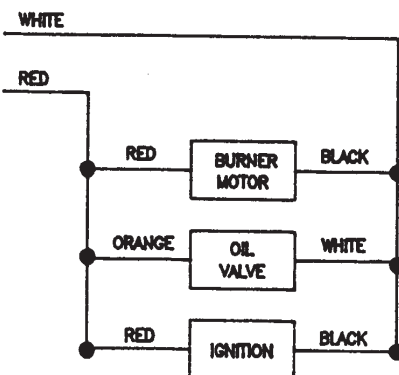 WHITE
RED
RED BURNER MOTOR BLACK
ORANGE OIL VALVE WHITE
RED IGNITION BLACK